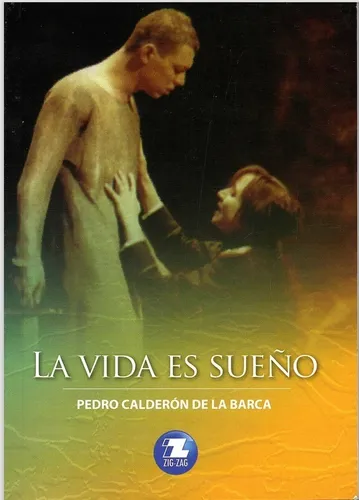 LA VIDA ES SUEÑO
PEDRO CALDERÓN DE LA BARCA
ZIG-ZAG